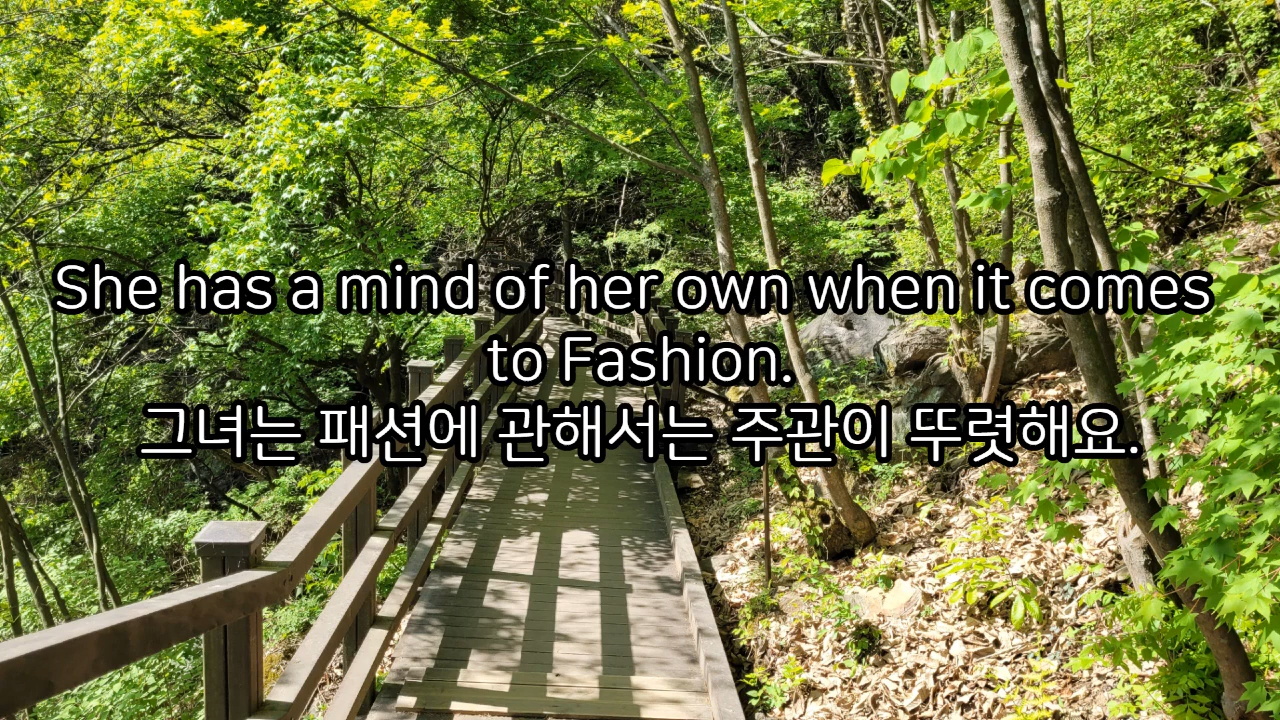 She has a mind of her own when it comes
to Fashion.
그녀는 패션에 관해서는 주관이 뚜렷해요.